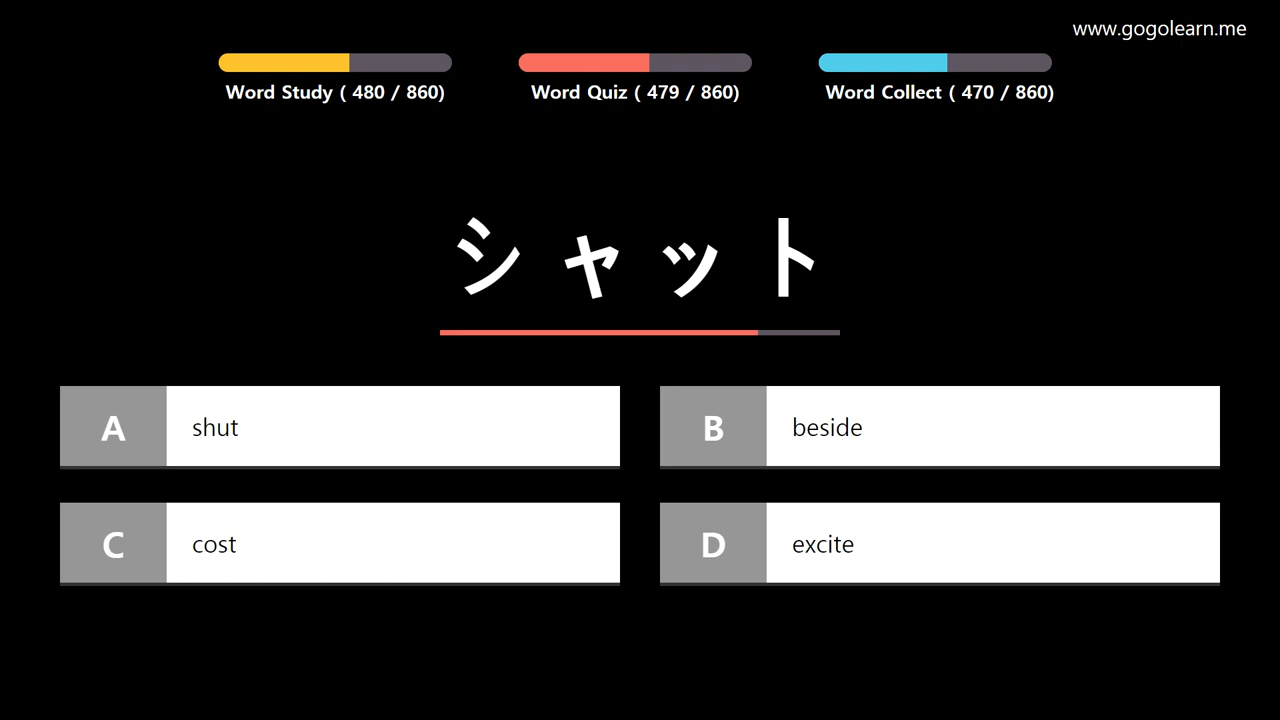 www.gogolearn.me
Word Study ( 480 / 860)
Word Quiz ( 479 / 860)
Word Collect ( 470 / 860)
シャット
A shut
B beside
C cost
D excite